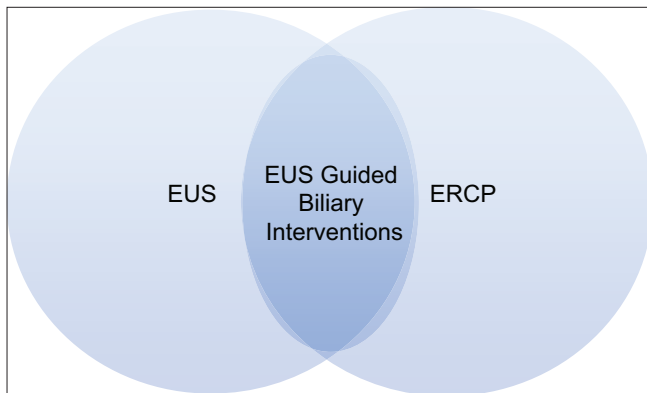 EUS
EUS Guided
Biliary
Interventions
ERCP